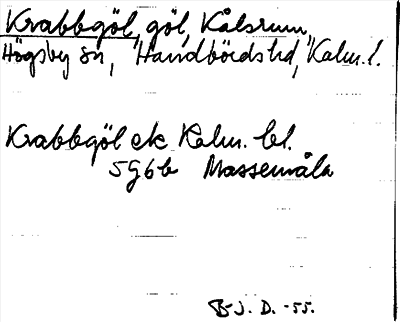 Krabbgöl, göl, Kålsrum,
Högsby sn, Handbörds hd, Kalm. l.
Krabbgöl ek Kalm. bl.
5g6b Massemåla
B-J. D. -55.